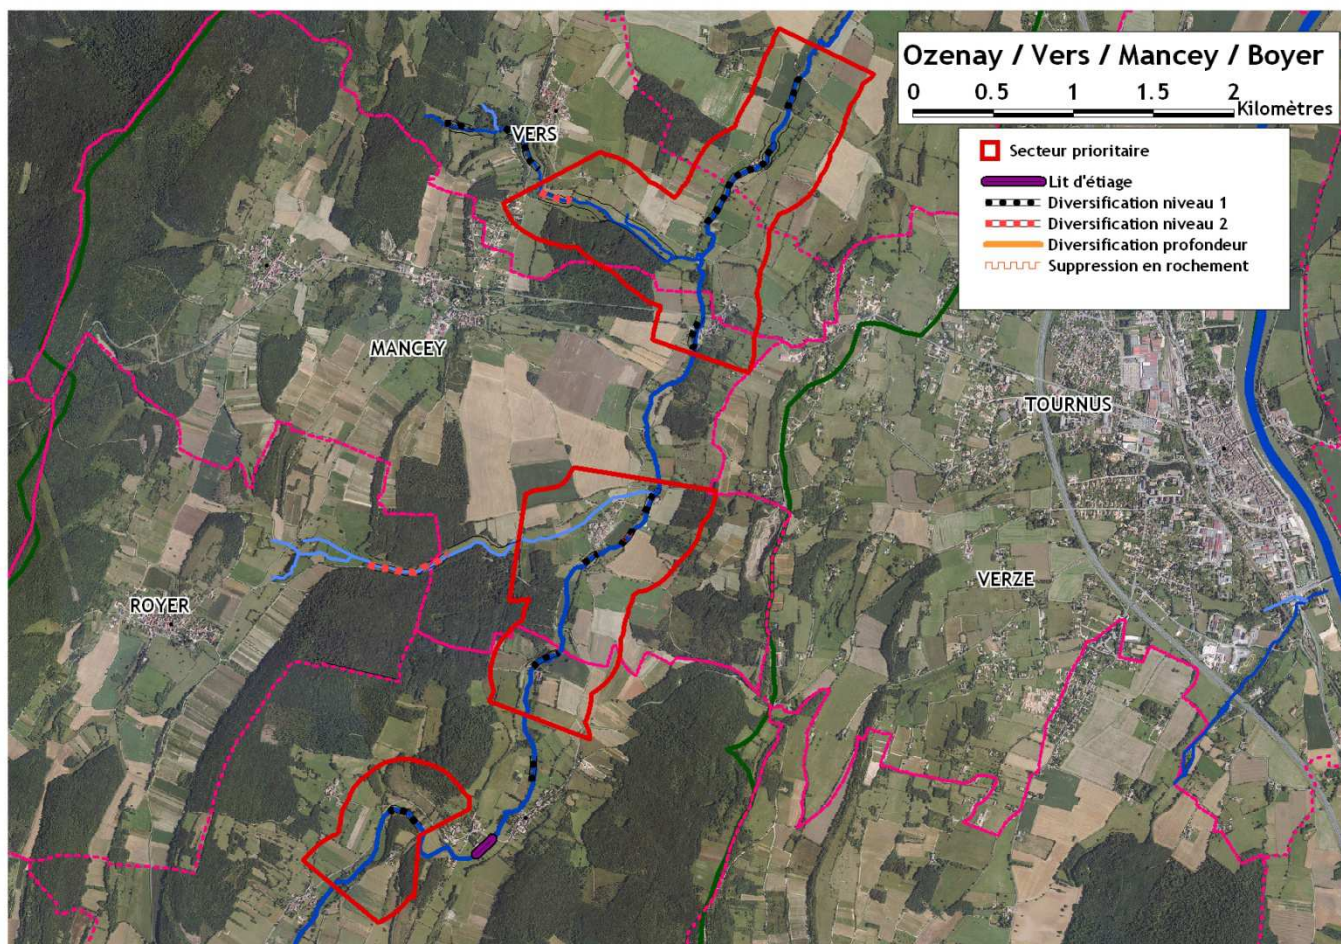 Ozenay / Vers / Mancey / Boyer
0 0.5 1 1.5 2
Kilomètres
Secteur prioritaire
Lit d'étiage
Diversification niveau 1
Diversification niveau 2
Diversification profondeur
Suppression en rochement
VERS
MANCEY
TOURNUS
VERZE
ROYER